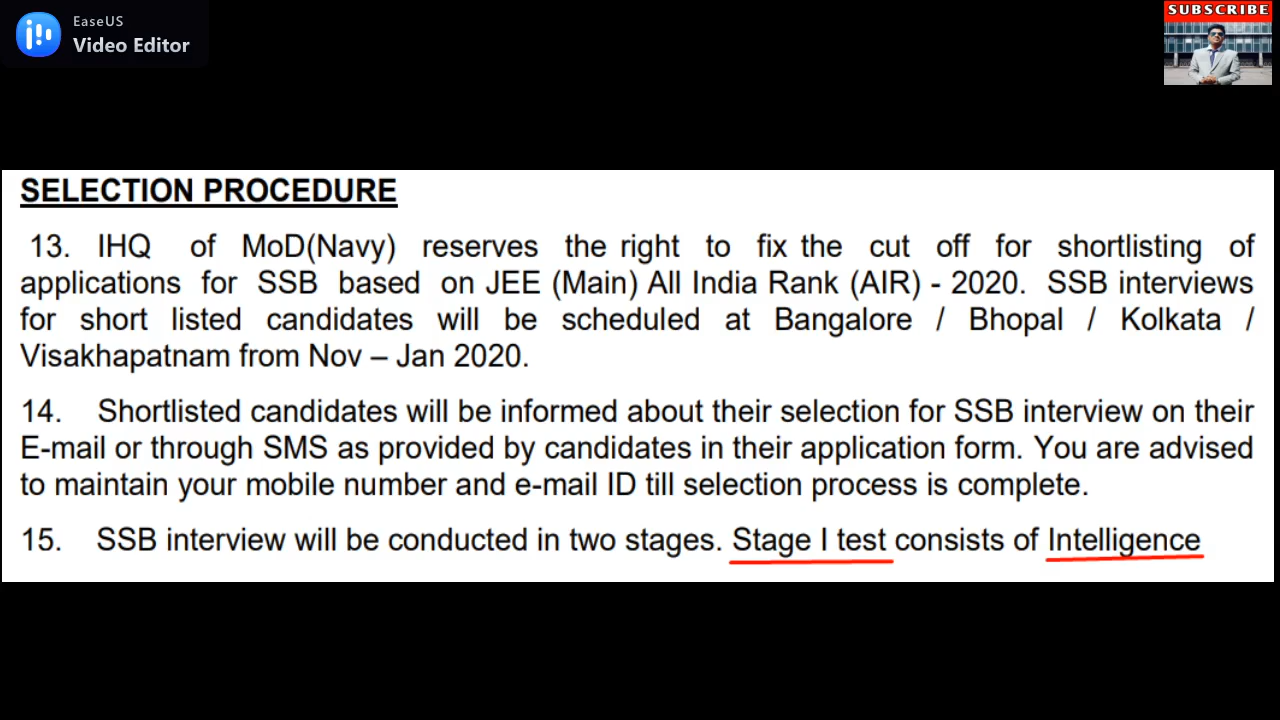 EaseUS
Video Editor
SUBSCRIBE
SELECTION PROCEDURE
13. IHQ of MoD(Navy) reserves the right to fix the cut off for shortlisting of
applications for SSB based on JEE (Main) All India Rank (AIR) - 2020. SSB interviews
for short listed candidates will be scheduled at Bangalore / Bhopal / Kolkata /
Visakhapatnam from Nov – Jan 2020.
14. Shortlisted candidates will be informed about their selection for SSB interview on their
E-mail or through SMS as provided by candidates in their application form. You are advised
to maintain your mobile number and e-mail ID till selection process is complete.
15. SSB interview will be conducted in two stages. Stage I test consists of Intelligence